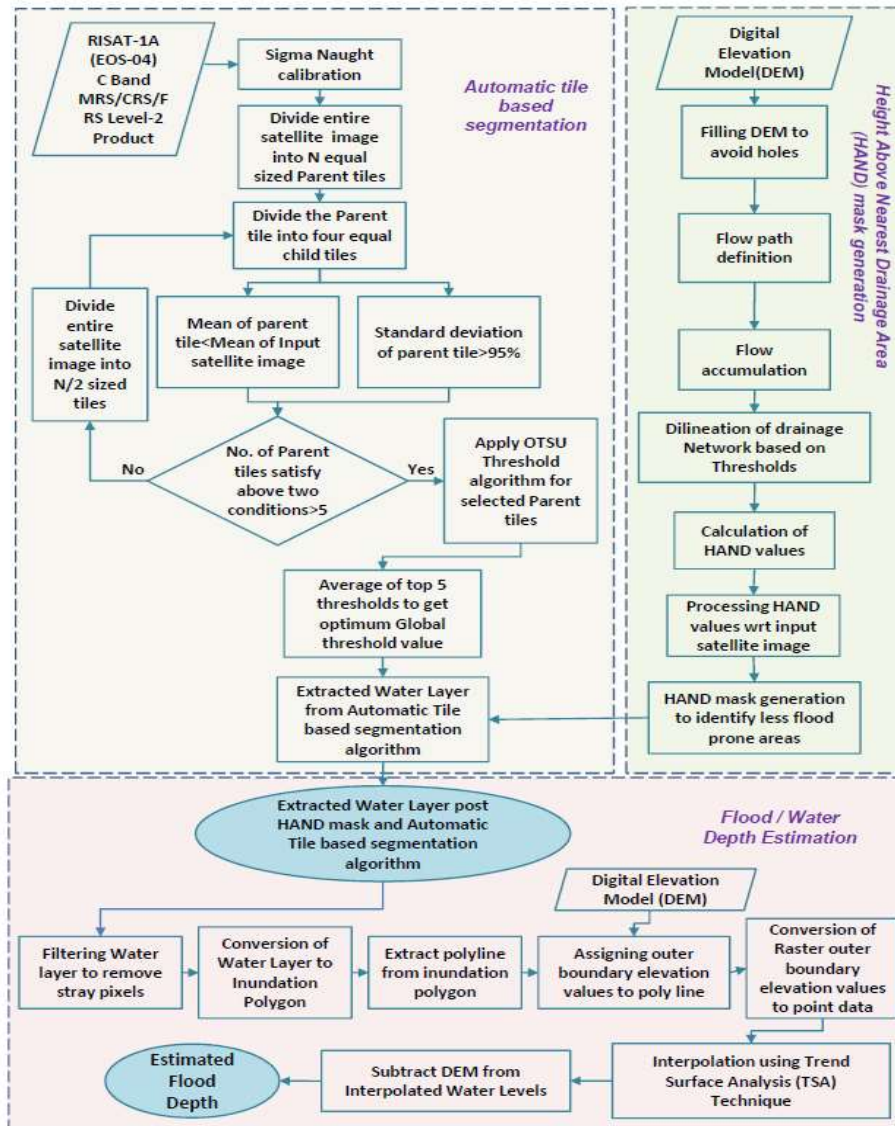 RISAT-1A
(EOS-04)
C Band
MRS/CRS/F
RS Level-2
Product
Sigma Naught
calibration
Automatic tile
based
segmentation
Divide entire
satellite image
into N equal
sized Parent tiles
Divide the Parent
tile into four equal
child tiles
Divide
entire
satellite
image into
N/2 sized
tiles
Mean of parent
tile<Mean of Input
satellite image
Standard deviation
of parent tile>95%
No. of Parent
tiles satisfy
above two
conditions>5
No
Yes
Apply OTSU
Threshold
algorithm for
selected Parent
tiles
Average of top 5
thresholds to get
optimum Global
threshold value
Extracted Water Layer
from Automatic Tile
based segmentation
algorithm
Digital
Elevation
Model(DEM)
Filling DEM to
avoid holes
Flow path
definition
Flow
accumulation
Dilineation of drainage
Network based on
Thresholds
Calculation of
HAND values
Processing HAND
values wrt input
satellite image
HAND mask generation
to identify less flood
prone areas
Height Above Nearest Drainage Area
(HAND) mask generation
Extracted Water Layer post
HAND mask and Automatic
Tile based segmentation
algorithm
Flood / Water
Depth Estimation
Digital Elevation
Model (DEM)
Filtering Water
layer to remove
stray pixels
Conversion of
Water Layer to
Inundation
Polygon
Extract polyline
from inundation
polygon
Assigning outer
boundary elevation
values to poly line
Conversion of
Raster outer
boundary
elevation values
to point data
Interpolation using Trend
Surface Analysis (TSA)
Technique
Subtract DEM from
Interpolated Water Levels
Estimated
Flood
Depth